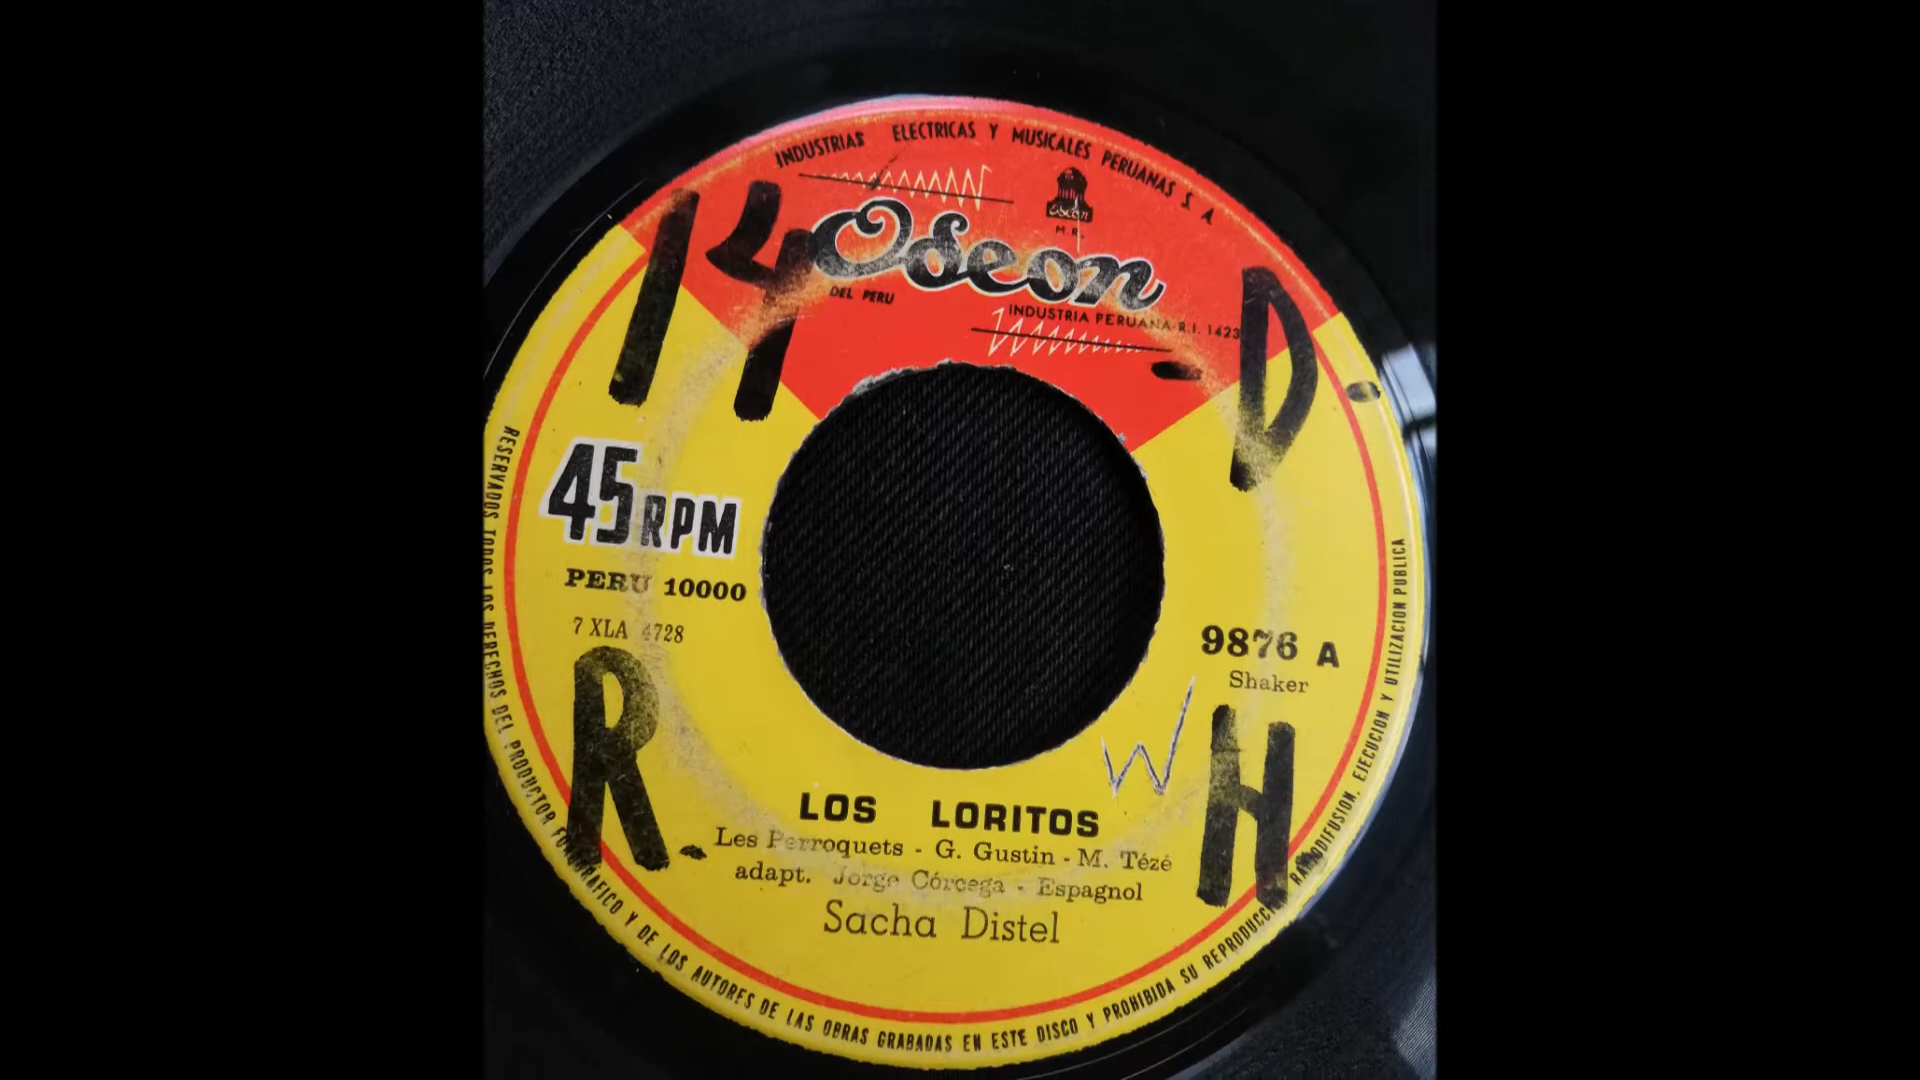 INDUSTRIAS ELECTRICAS Y MUSICALES PERUANAS S. A.
Odeon
M R.
Odeon
DEL PERU
INDUSTRIA PERUANA-R.I. 1423
14 - D.
45 RPM
PERU 10000
7 XLA 4728
9876 A
Shaker
R. H
W
LOS LORITOS
Les Perroquets - G. Gustin - M. Tézé
adapt. Jorge Córcega - Espagnol
Sacha Distel
RESERVADOS TODOS LOS DERECHOS DEL PRODUCTOR FONOGRAFICO Y DE LOS AUTORES DE LAS OBRAS GRABADAS EN ESTE DISCO Y PROHIBIDA SU REPRODUCCION, RADIODIFUSION, EJECUCION Y UTILIZACION PUBLICA